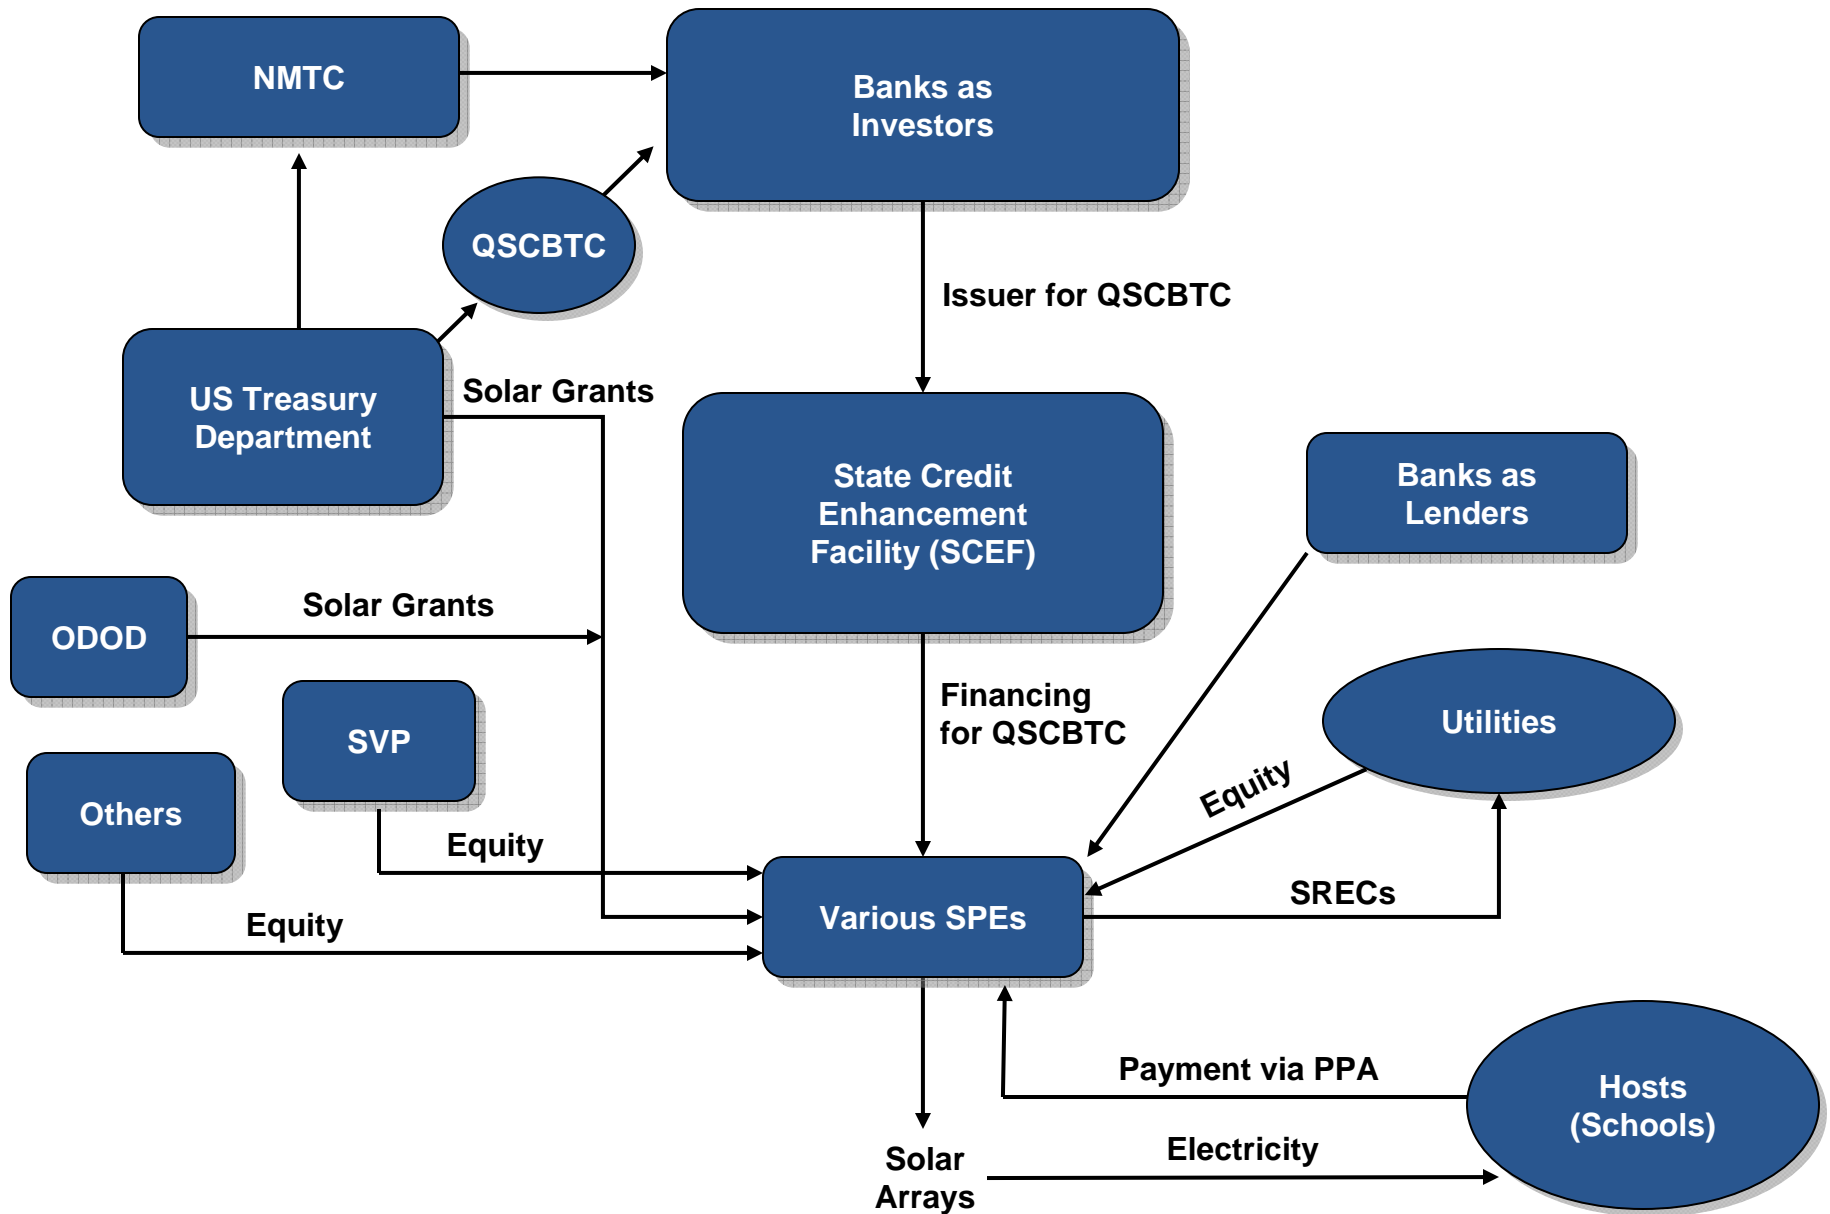 NMTC
Banks as
Investors
QSCBTC
Issuer for QSCBTC
US Treasury
Department
Solar Grants
State Credit
Enhancement
Facility (SCEF)
Banks as
Lenders
ODOD
Solar Grants
SVP
Financing
for QSCBTC
Utilities
Others
Equity
Equity
SRECs
Equity
Various SPEs
Payment via PPA
Hosts
(Schools)
Electricity
Solar
Arrays